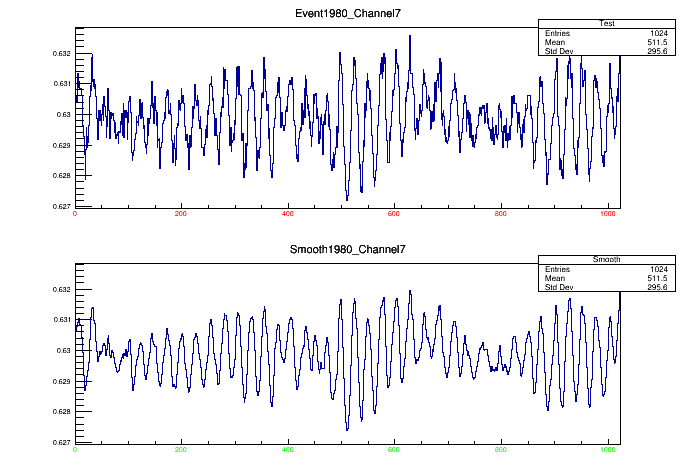 Event1980_Channel7
Test
Entries 1024
Mean 511.5
Std Dev 295.6
0.632
0.631
0.63
0.629
0.628
0.627
0 200 400 600 800 1000
Smooth1980_Channel7
Smooth
Entries 1024
Mean 511.5
Std Dev 295.6
0.632
0.631
0.63
0.629
0.628
0.627
0 200 400 600 800 1000